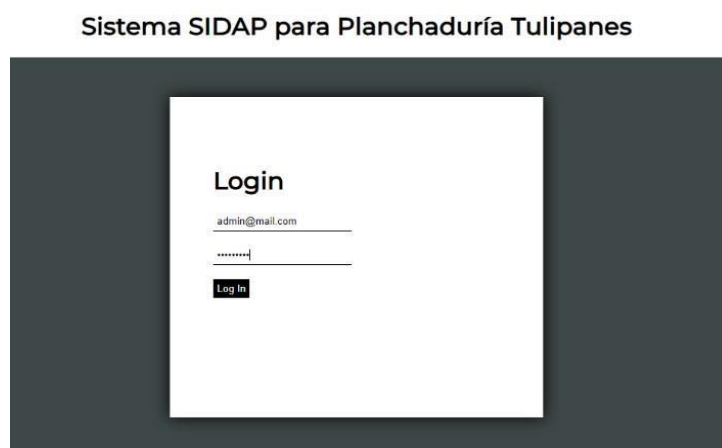 Sistema SIDAP para Planchaduría Tulipanes
Login
admin@mail.com
•••••••••
Log In